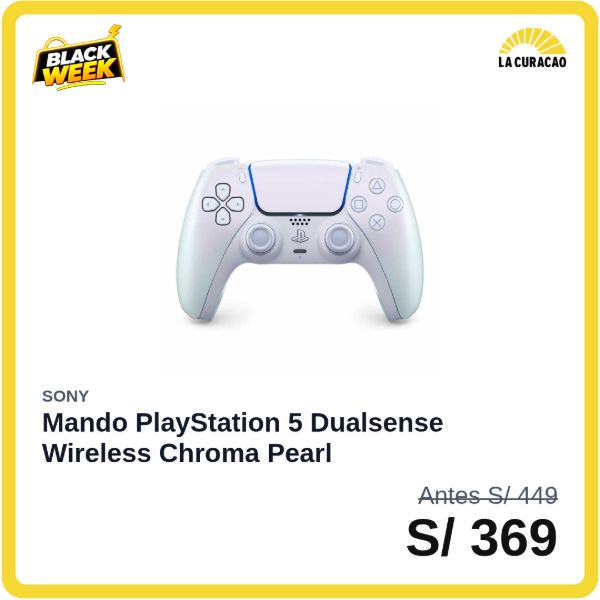 BLACK
WEEK
LA CURACAO
SONY
Mando PlayStation 5 Dualsense
Wireless Chroma Pearl
Antes S/ 449
S/ 369